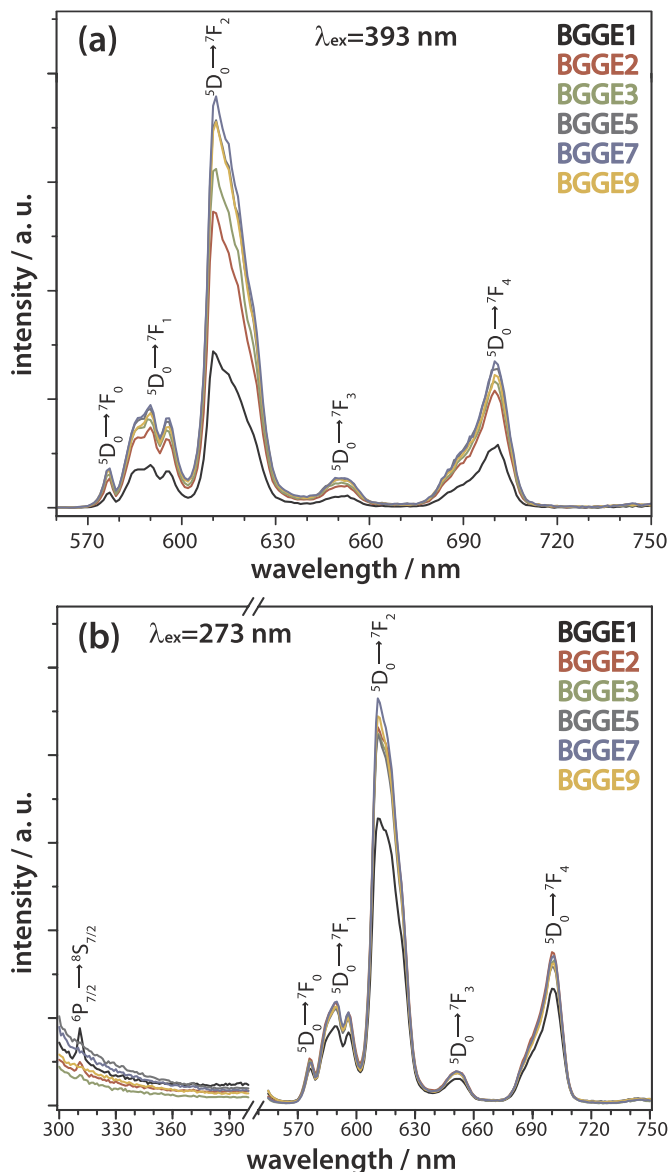 (a)
λex=393 nm
BGGE1
BGGE2
BGGE3
BGGE5
BGGE7
BGGE9
⁵D₀→⁷F₀
⁵D₀→⁷F₁
⁵D₀→⁷F₂
⁵D₀→⁷F₃
⁵D₀→⁷F₄
intensity / a. u.
570 600 630 660 690 720 750
wavelength / nm
(b)
λex=273 nm
BGGE1
BGGE2
BGGE3
BGGE5
BGGE7
BGGE9
⁶P₇/₂→⁸S₇/₂
⁵D₀→⁷F₀
⁵D₀→⁷F₁
⁵D₀→⁷F₂
⁵D₀→⁷F₃
⁵D₀→⁷F₄
intensity / a. u.
300 330 360 390 570 600 630 660 690 720 750
wavelength / nm